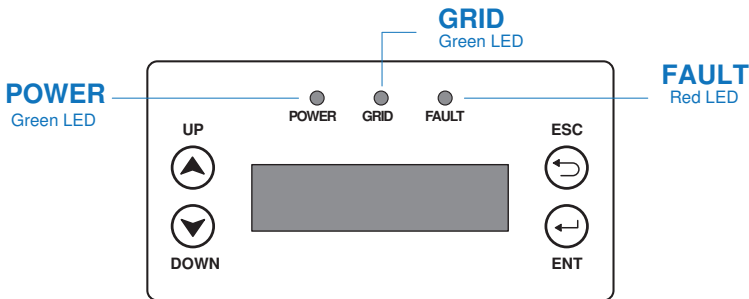 GRID
Green LED
POWER
Green LED
FAULT
Red LED
POWER
GRID
FAULT
UP
ESC
DOWN
ENT